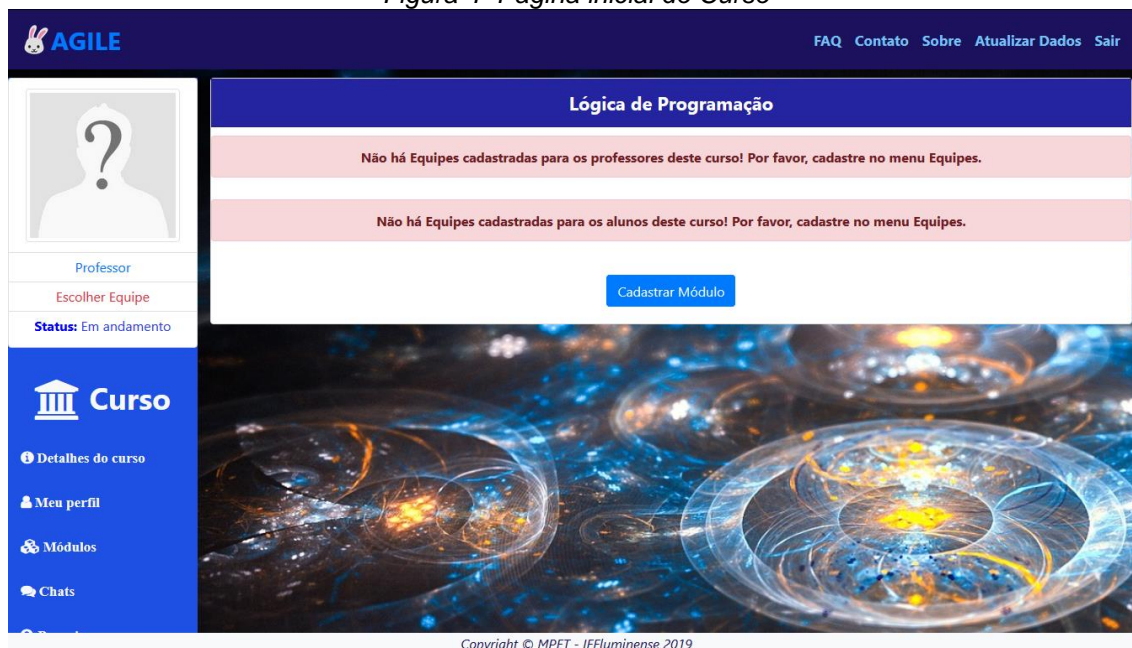 Figura 4- Página inicial do Curso
AGILE
FAQ Contato Sobre Atualizar Dados Sair
Lógica de Programação
Não há Equipes cadastradas para os professores deste curso! Por favor, cadastre no menu Equipes.
Não há Equipes cadastradas para os alunos deste curso! Por favor, cadastre no menu Equipes.
Cadastrar Módulo
?
Professor
Escolher Equipe
Status: Em andamento
Curso
Detalhes do curso
Meu perfil
Módulos
Chats
Copyright © MPET - IFFluminense 2019